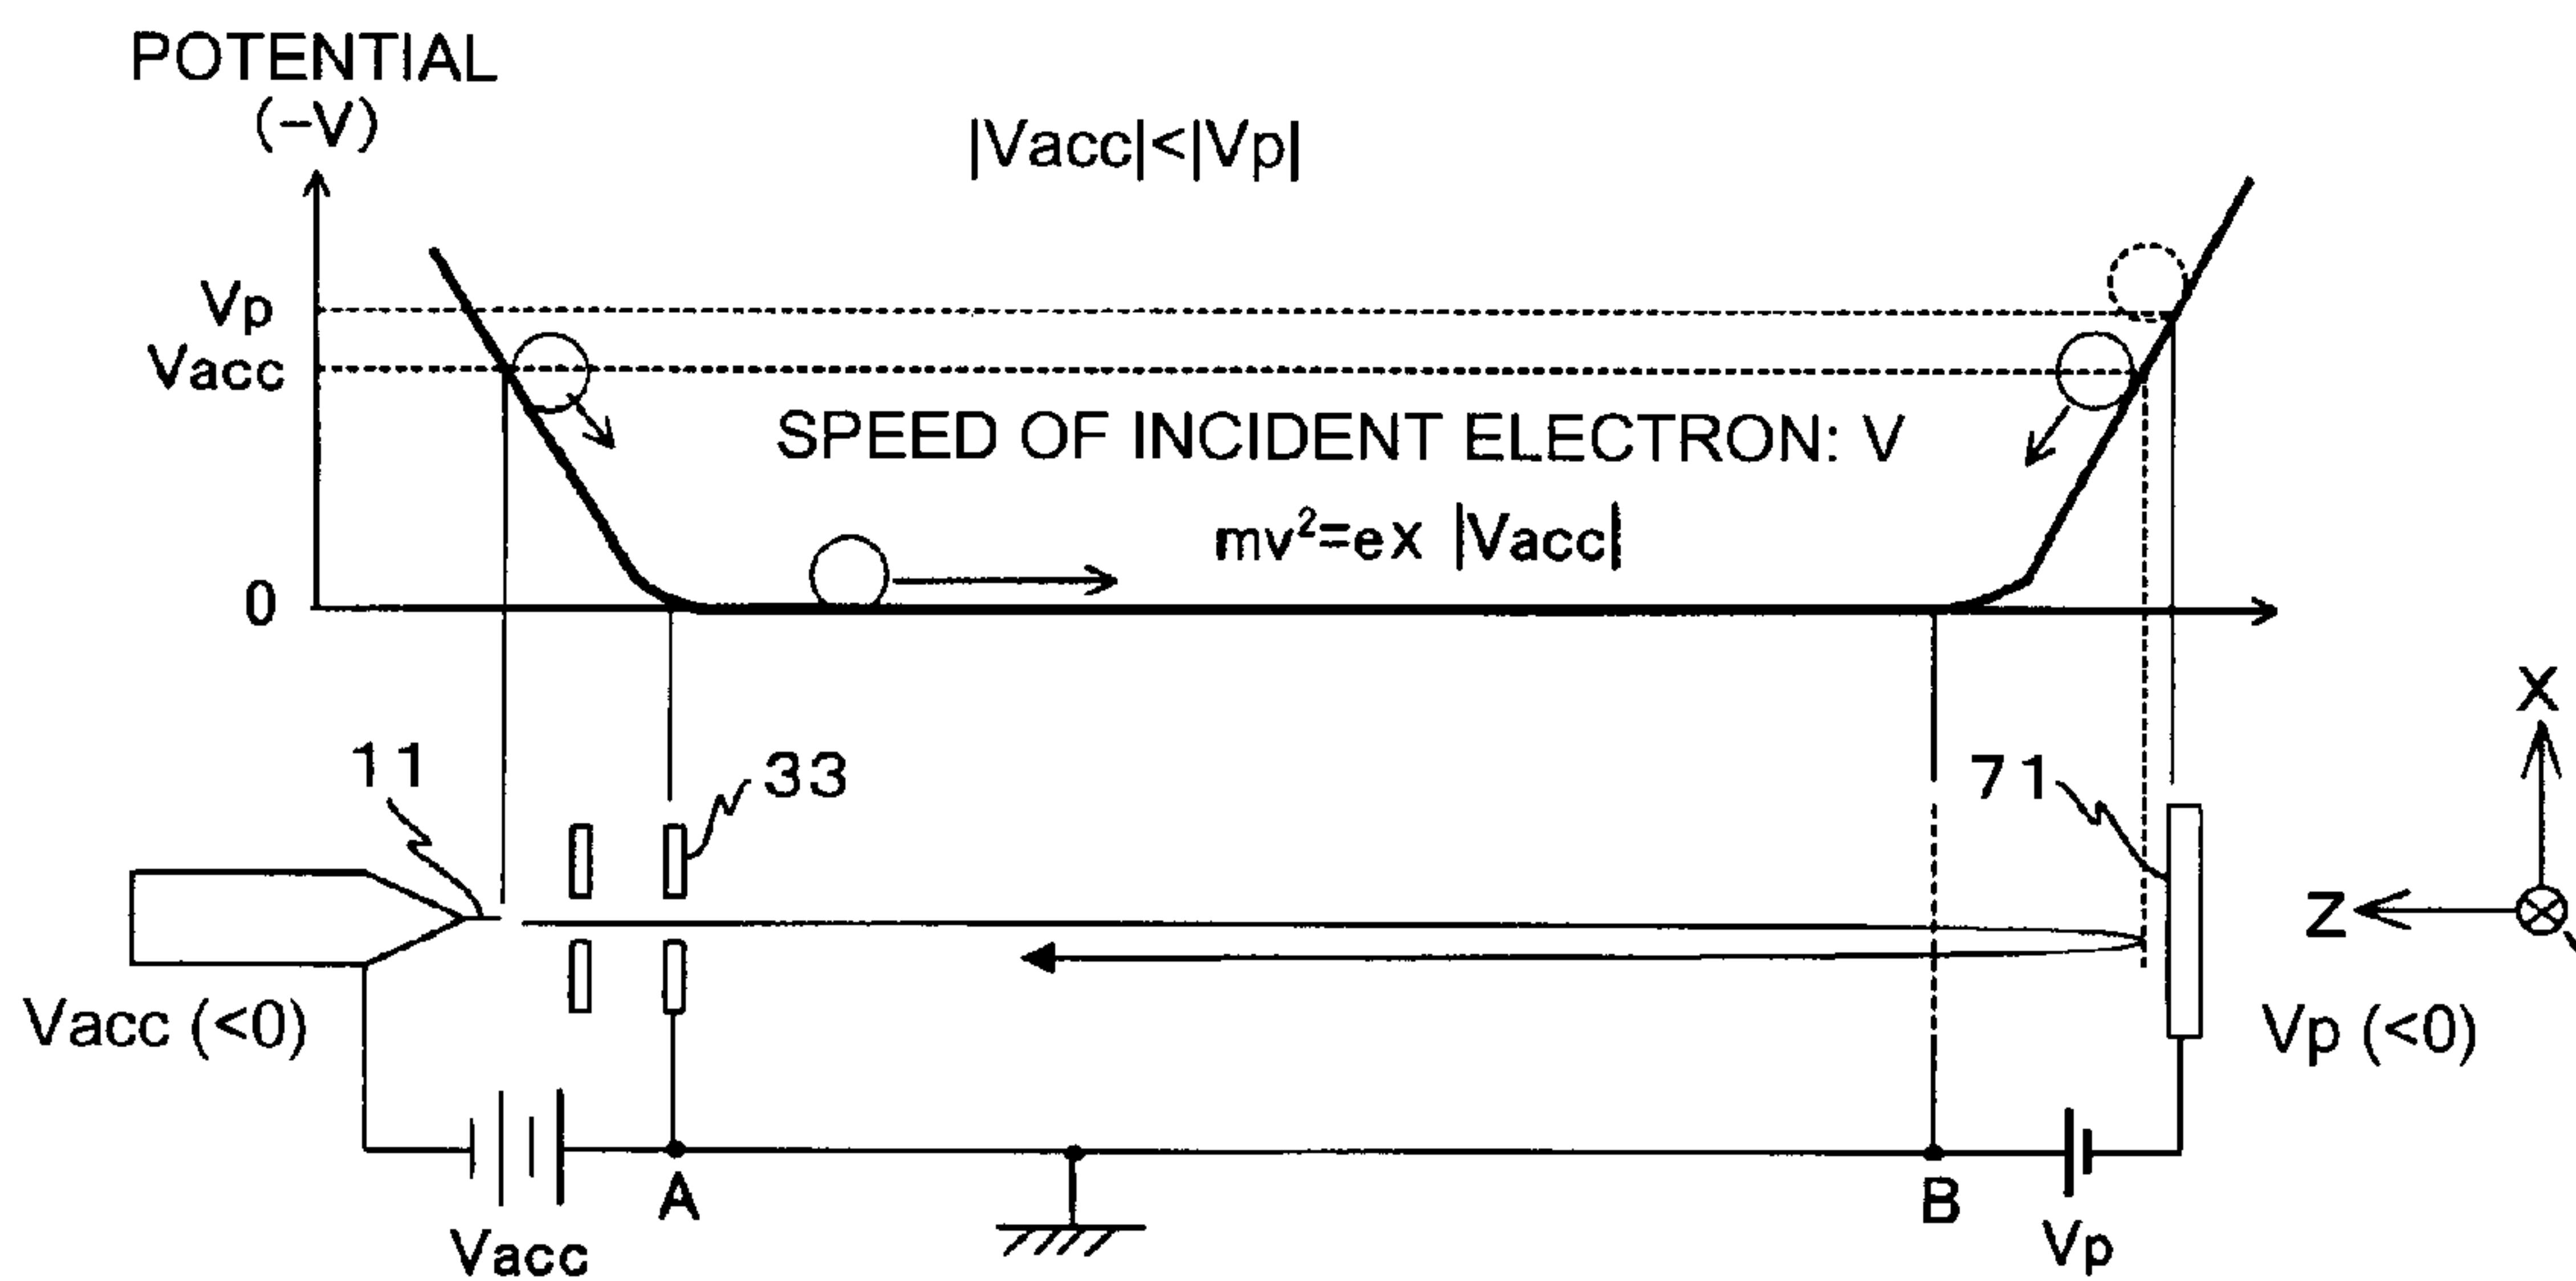 POTENTIAL
(-V)
|Vacc|<|Vp|
Vp
Vacc
SPEED OF INCIDENT ELECTRON: V
mv²=eX |Vacc|
0
X
11
33
71
Z
Vacc (<0)
Vp (<0)
A
B
Vacc
Vp